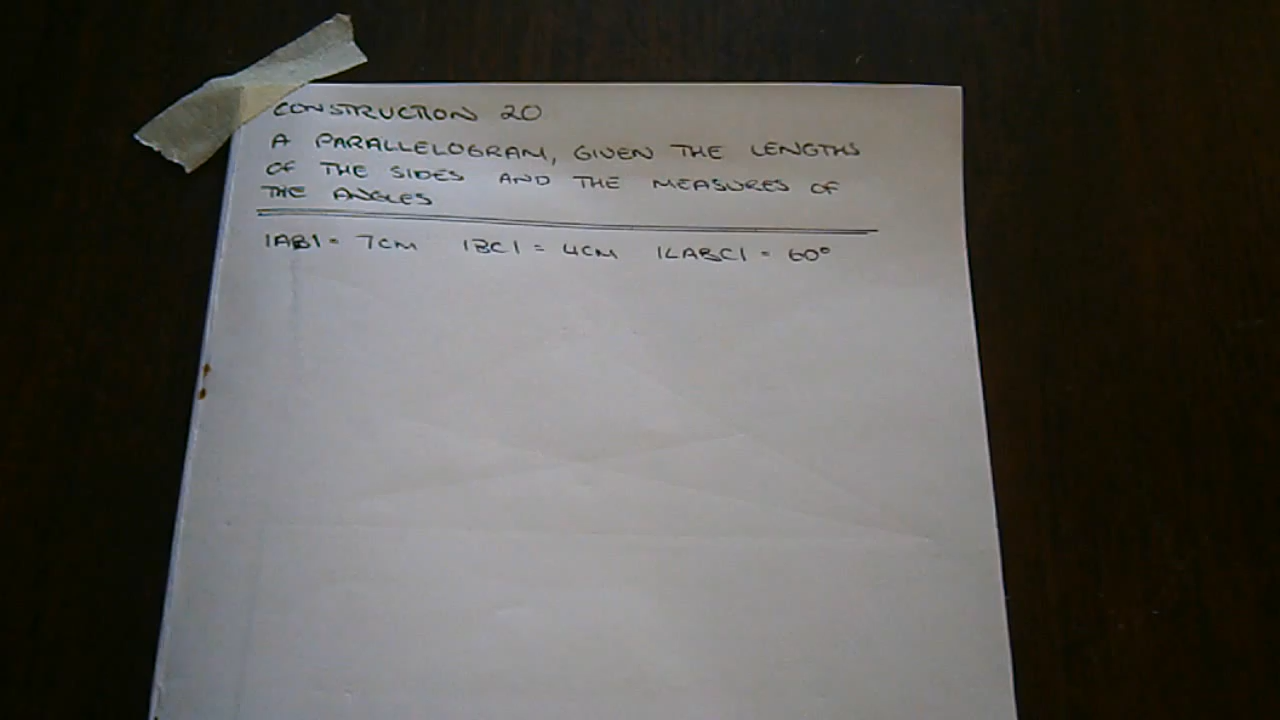 CONSTRUCTION 20
A PARALLELOGRAM, GIVEN THE LENGTHS
OF THE SIDES AND THE MEASURES OF
THE ANGLES
|AB| = 7CM |BC| = 4CM |∠ABC| = 60°